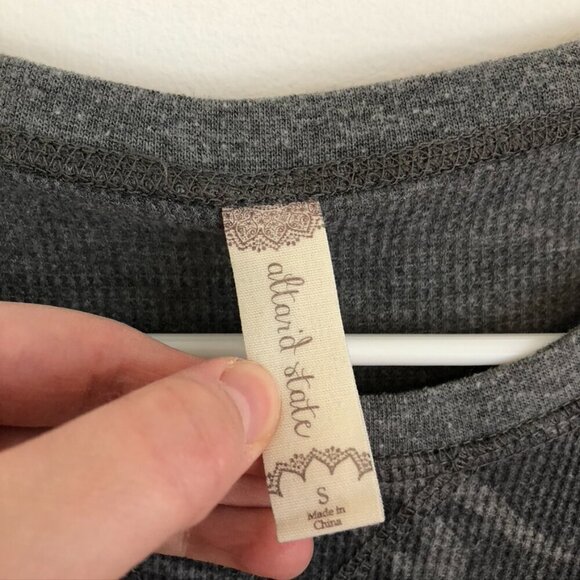 altar'd state
S
Made in
China